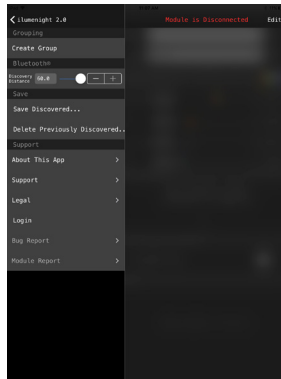 ilumenight 2.0
Module is Disconnected
Edit
Grouping
Create Group
Bluetooth®
Discovery
Distance
60.0
Save
Save Discovered...
Delete Previously Discovered..
Support
About This App
Support
Legal
Login
Bug Report
Module Report